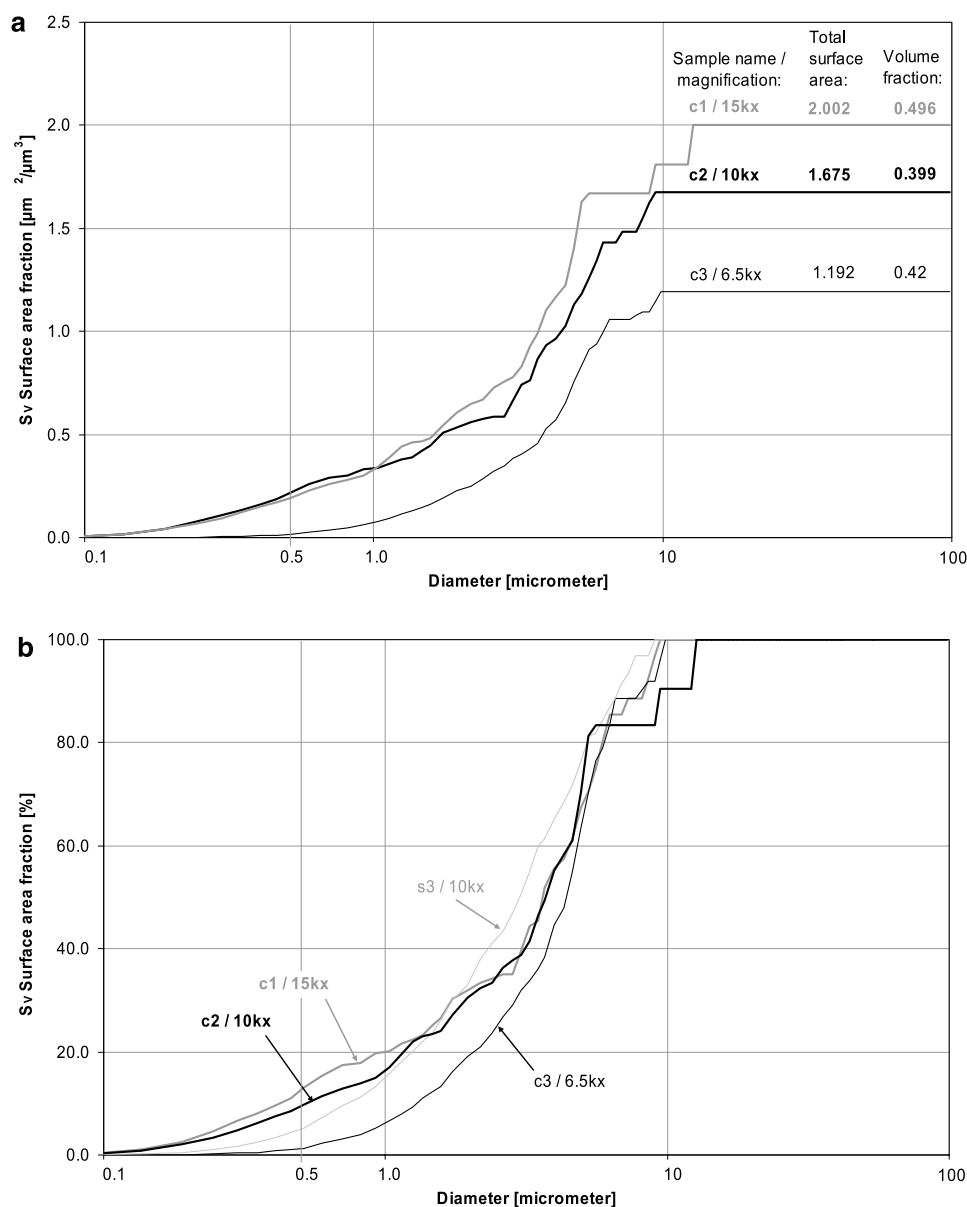 a
Sample name / magnification:
Total surface area:
Volume fraction:
c1 / 15kx 2.002 0.496
c2 / 10kx 1.675 0.399
c3 / 6.5kx 1.192 0.42
Sv Surface area fraction [µm 2/µm3]
2.5
2.0
1.5
1.0
0.5
0.0
0.1 0.5 1.0 10 100
Diameter [micrometer]
b
Sv Surface area fraction [%]
100.0
80.0
60.0
40.0
20.0
0.0
s3 / 10kx
c1 / 15kx
c2 / 10kx
c3 / 6.5kx
0.1 0.5 1.0 10 100
Diameter [micrometer]